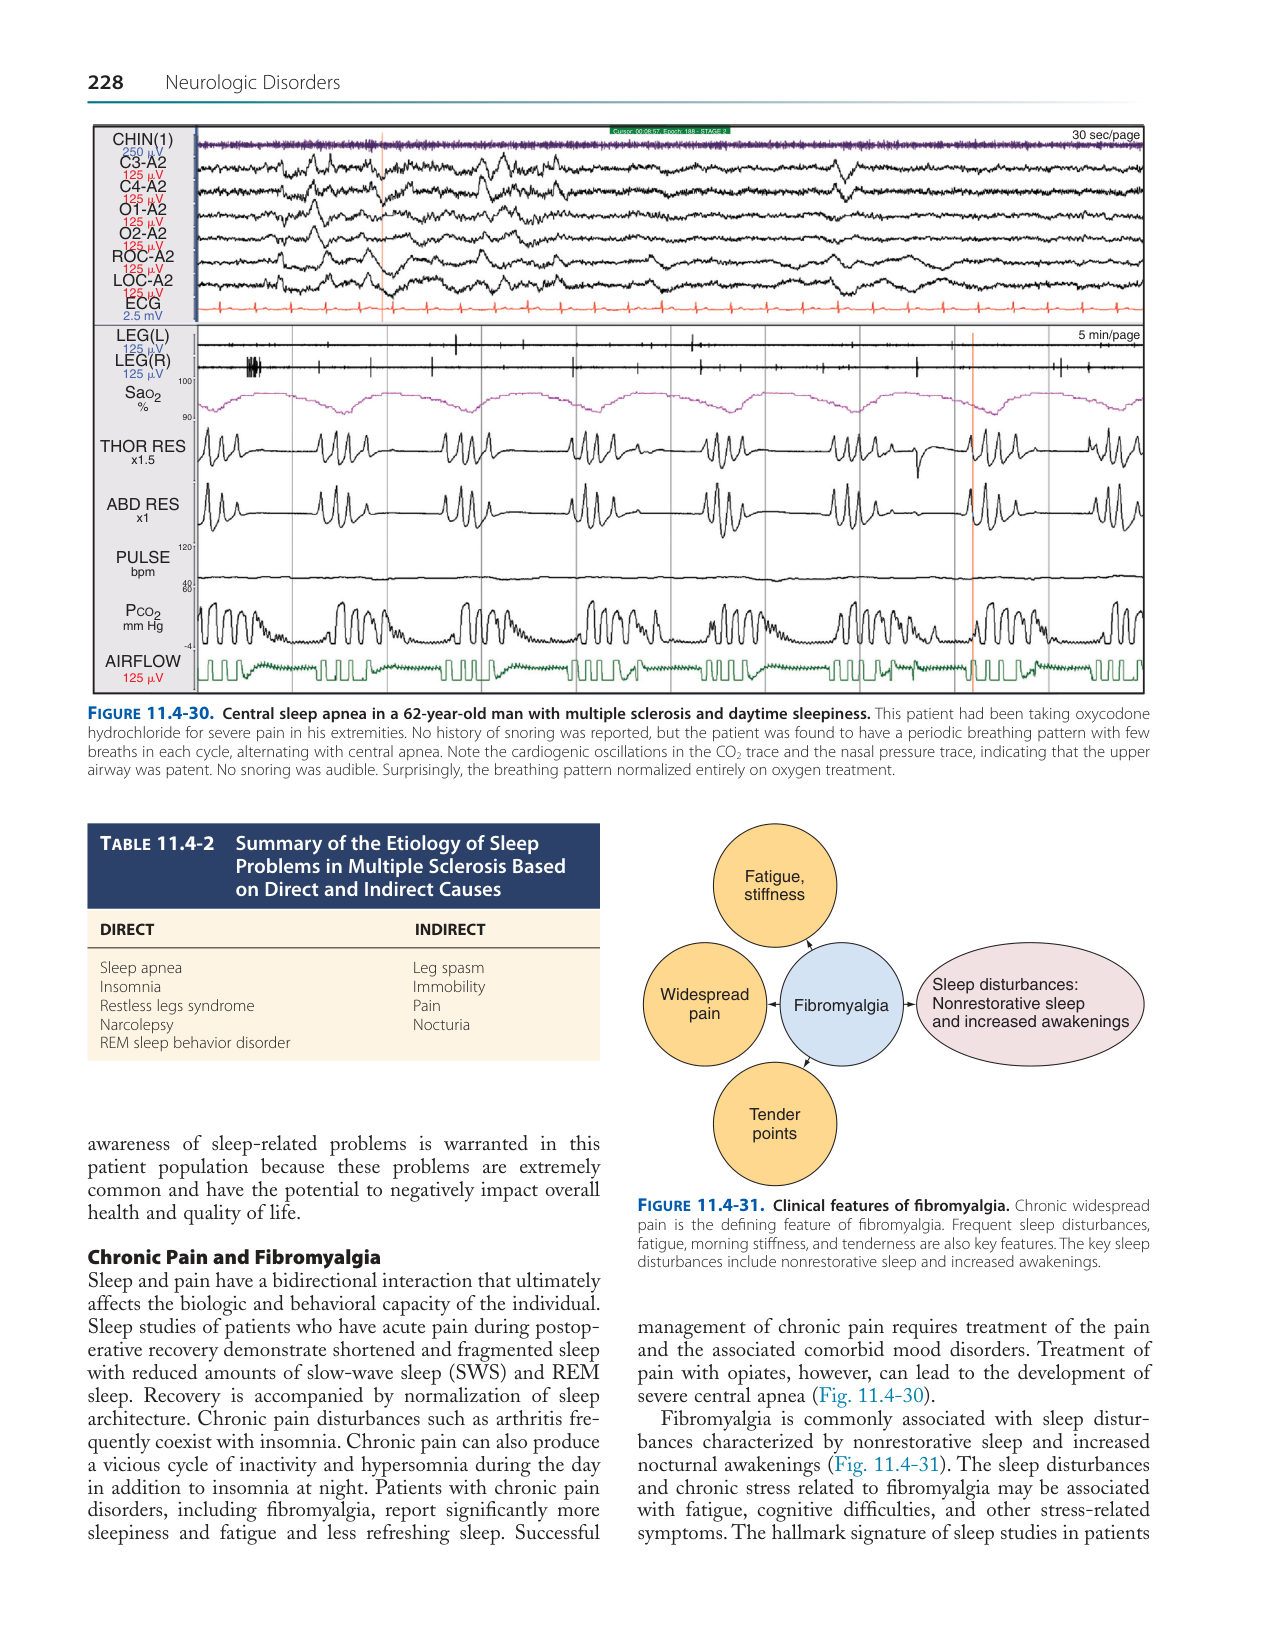 228 Neurologic Disorders
Cursor: 00:08:57, Epoch: 188 - STAGE 2
30 sec/page
CHIN(1)
250 µV
C3-A2
125 µV
C4-A2
125 µV
O1-A2
125 µV
O2-A2
125 µV
ROC-A2
125 µV
LOC-A2
125 µV
ECG
2.5 mV
5 min/page
LEG(L)
125 µV
LEG(R)
125 µV
100
SaO2
%
90
THOR RES
x1.5
ABD RES
x1
120
PULSE
bpm
40
60
PCO2
mm Hg
-4
AIRFLOW
125 µV
FIGURE 11.4-30. Central sleep apnea in a 62-year-old man with multiple sclerosis and daytime sleepiness. This patient had been taking oxycodone
hydrochloride for severe pain in his extremities. No history of snoring was reported, but the patient was found to have a periodic breathing pattern with few
breaths in each cycle, alternating with central apnea. Note the cardiogenic oscillations in the CO2 trace and the nasal pressure trace, indicating that the upper
airway was patent. No snoring was audible. Surprisingly, the breathing pattern normalized entirely on oxygen treatment.
TABLE 11.4-2 Summary of the Etiology of Sleep
Problems in Multiple Sclerosis Based
on Direct and Indirect Causes
DIRECT INDIRECT
Sleep apnea Leg spasm
Insomnia Immobility
Restless legs syndrome Pain
Narcolepsy Nocturia
REM sleep behavior disorder
awareness of sleep-related problems is warranted in this
patient population because these problems are extremely
common and have the potential to negatively impact overall
health and quality of life.
Chronic Pain and Fibromyalgia
Sleep and pain have a bidirectional interaction that ultimately
affects the biologic and behavioral capacity of the individual.
Sleep studies of patients who have acute pain during postop-
erative recovery demonstrate shortened and fragmented sleep
with reduced amounts of slow-wave sleep (SWS) and REM
sleep. Recovery is accompanied by normalization of sleep
architecture. Chronic pain disturbances such as arthritis fre-
quently coexist with insomnia. Chronic pain can also produce
a vicious cycle of inactivity and hypersomnia during the day
in addition to insomnia at night. Patients with chronic pain
disorders, including fibromyalgia, report significantly more
sleepiness and fatigue and less refreshing sleep. Successful
Fatigue,
stiffness
Widespread
pain
Fibromyalgia
Sleep disturbances:
Nonrestorative sleep
and increased awakenings
Tender
points
FIGURE 11.4-31. Clinical features of fibromyalgia. Chronic widespread
pain is the defining feature of fibromyalgia. Frequent sleep disturbances,
fatigue, morning stiffness, and tenderness are also key features. The key sleep
disturbances include nonrestorative sleep and increased awakenings.
management of chronic pain requires treatment of the pain
and the associated comorbid mood disorders. Treatment of
pain with opiates, however, can lead to the development of
severe central apnea (Fig. 11.4-30).
Fibromyalgia is commonly associated with sleep distur-
bances characterized by nonrestorative sleep and increased
nocturnal awakenings (Fig. 11.4-31). The sleep disturbances
and chronic stress related to fibromyalgia may be associated
with fatigue, cognitive difficulties, and other stress-related
symptoms. The hallmark signature of sleep studies in patients